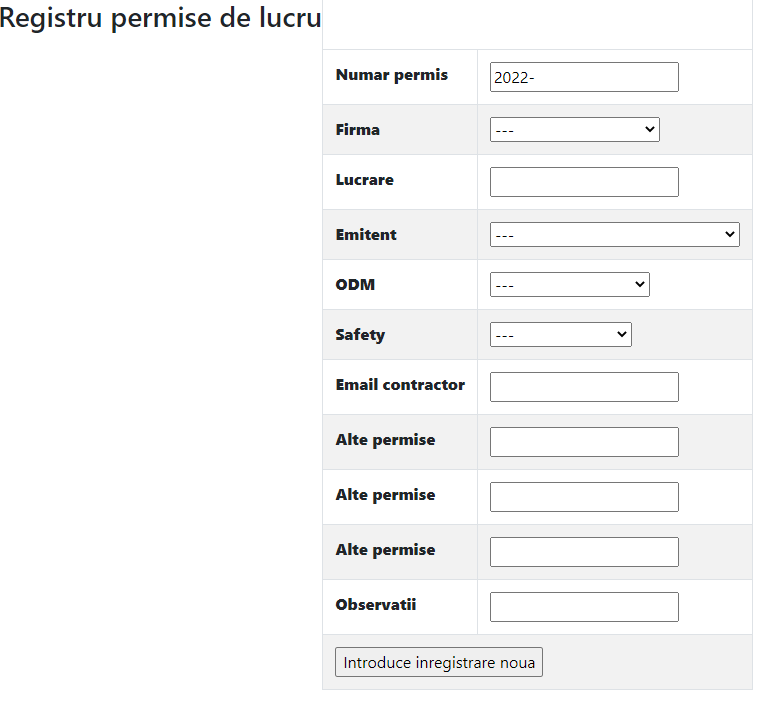 Registru permise de lucru
Numar permis 2022-
Firma ---
Lucrare
Emitent ---
ODM ---
Safety ---
Email contractor
Alte permise
Alte permise
Alte permise
Observatii
Introduce inregistrare noua